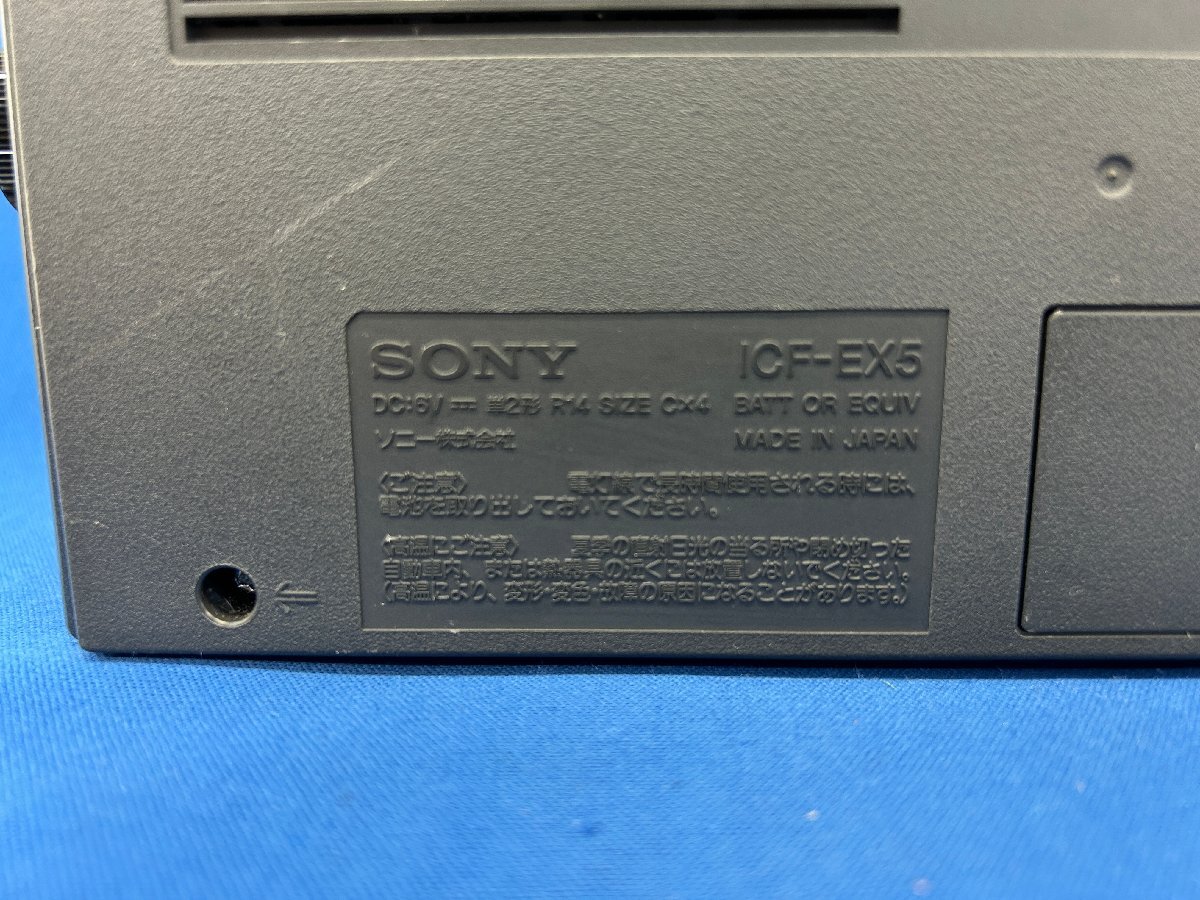 SONY ICF-EX5
DC:6V ⎓ 単2形 R14 SIZE C×4 BATT OR EQUIV
ソニー株式会社 MADE IN JAPAN
〈ご注意〉 電灯線で長時間使用される時には、
電池を取り出しておいてください。
〈高温にご注意〉 夏季の直射日光の当る所や閉め切った
自動車内、または熱器具の近くには放置しないでください。
(高温により、変形・変色・故障の原因になることがあります。)